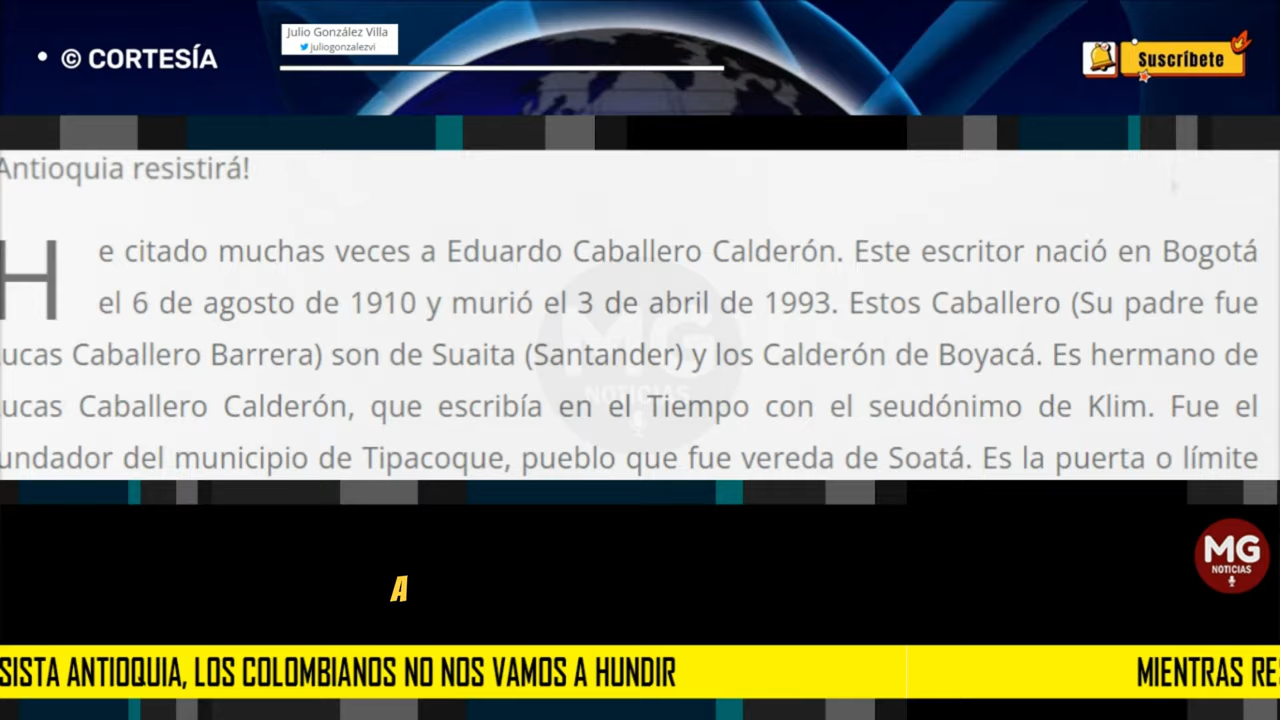 • © CORTESÍA
Julio González Villa
juliogonzalezvi
Suscríbete
Antioquia resistirá!
H
e citado muchas veces a Eduardo Caballero Calderón. Este escritor nació en Bogotá
el 6 de agosto de 1910 y murió el 3 de abril de 1993. Estos Caballero (Su padre fue
ucas Caballero Barrera) son de Suaita (Santander) y los Calderón de Boyacá. Es hermano de
ucas Caballero Calderón, que escribía en el Tiempo con el seudónimo de Klim. Fue el
undador del municipio de Tipacoque, pueblo que fue vereda de Soatá. Es la puerta o límite
MG
NOTICIAS
A
MG
NOTICIAS
SISTA ANTIOQUIA, LOS COLOMBIANOS NO NOS VAMOS A HUNDIR MIENTRAS RES